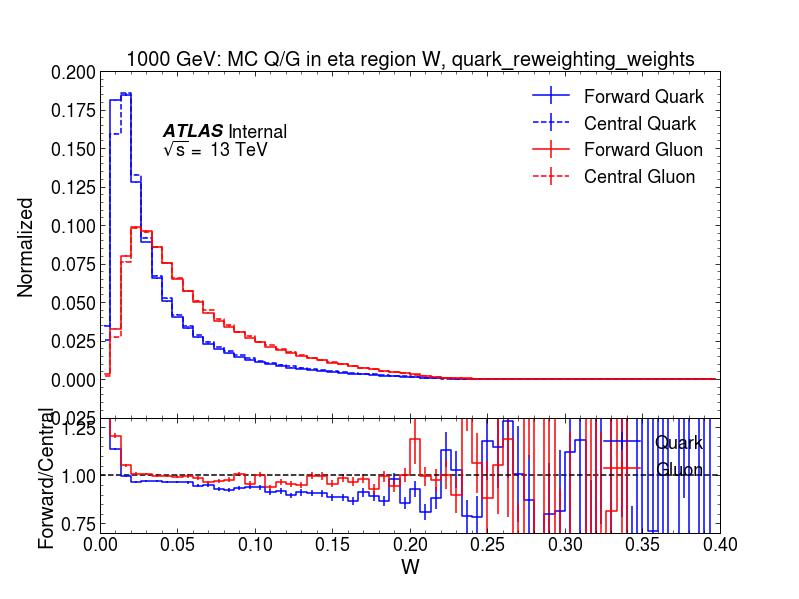 1000 GeV: MC Q/G in eta region W, quark_reweighting_weights
0.200
0.175
0.150
0.125
0.100
0.075
0.050
0.025
0.000
0.025
Normalized
ATLAS Internal
√s = 13 TeV
Forward Quark
Central Quark
Forward Gluon
Central Gluon
1.25
1.00
0.75
Forward/Central
Quark
Gluon
0.00 0.05 0.10 0.15 0.20 0.25 0.30 0.35 0.40
W